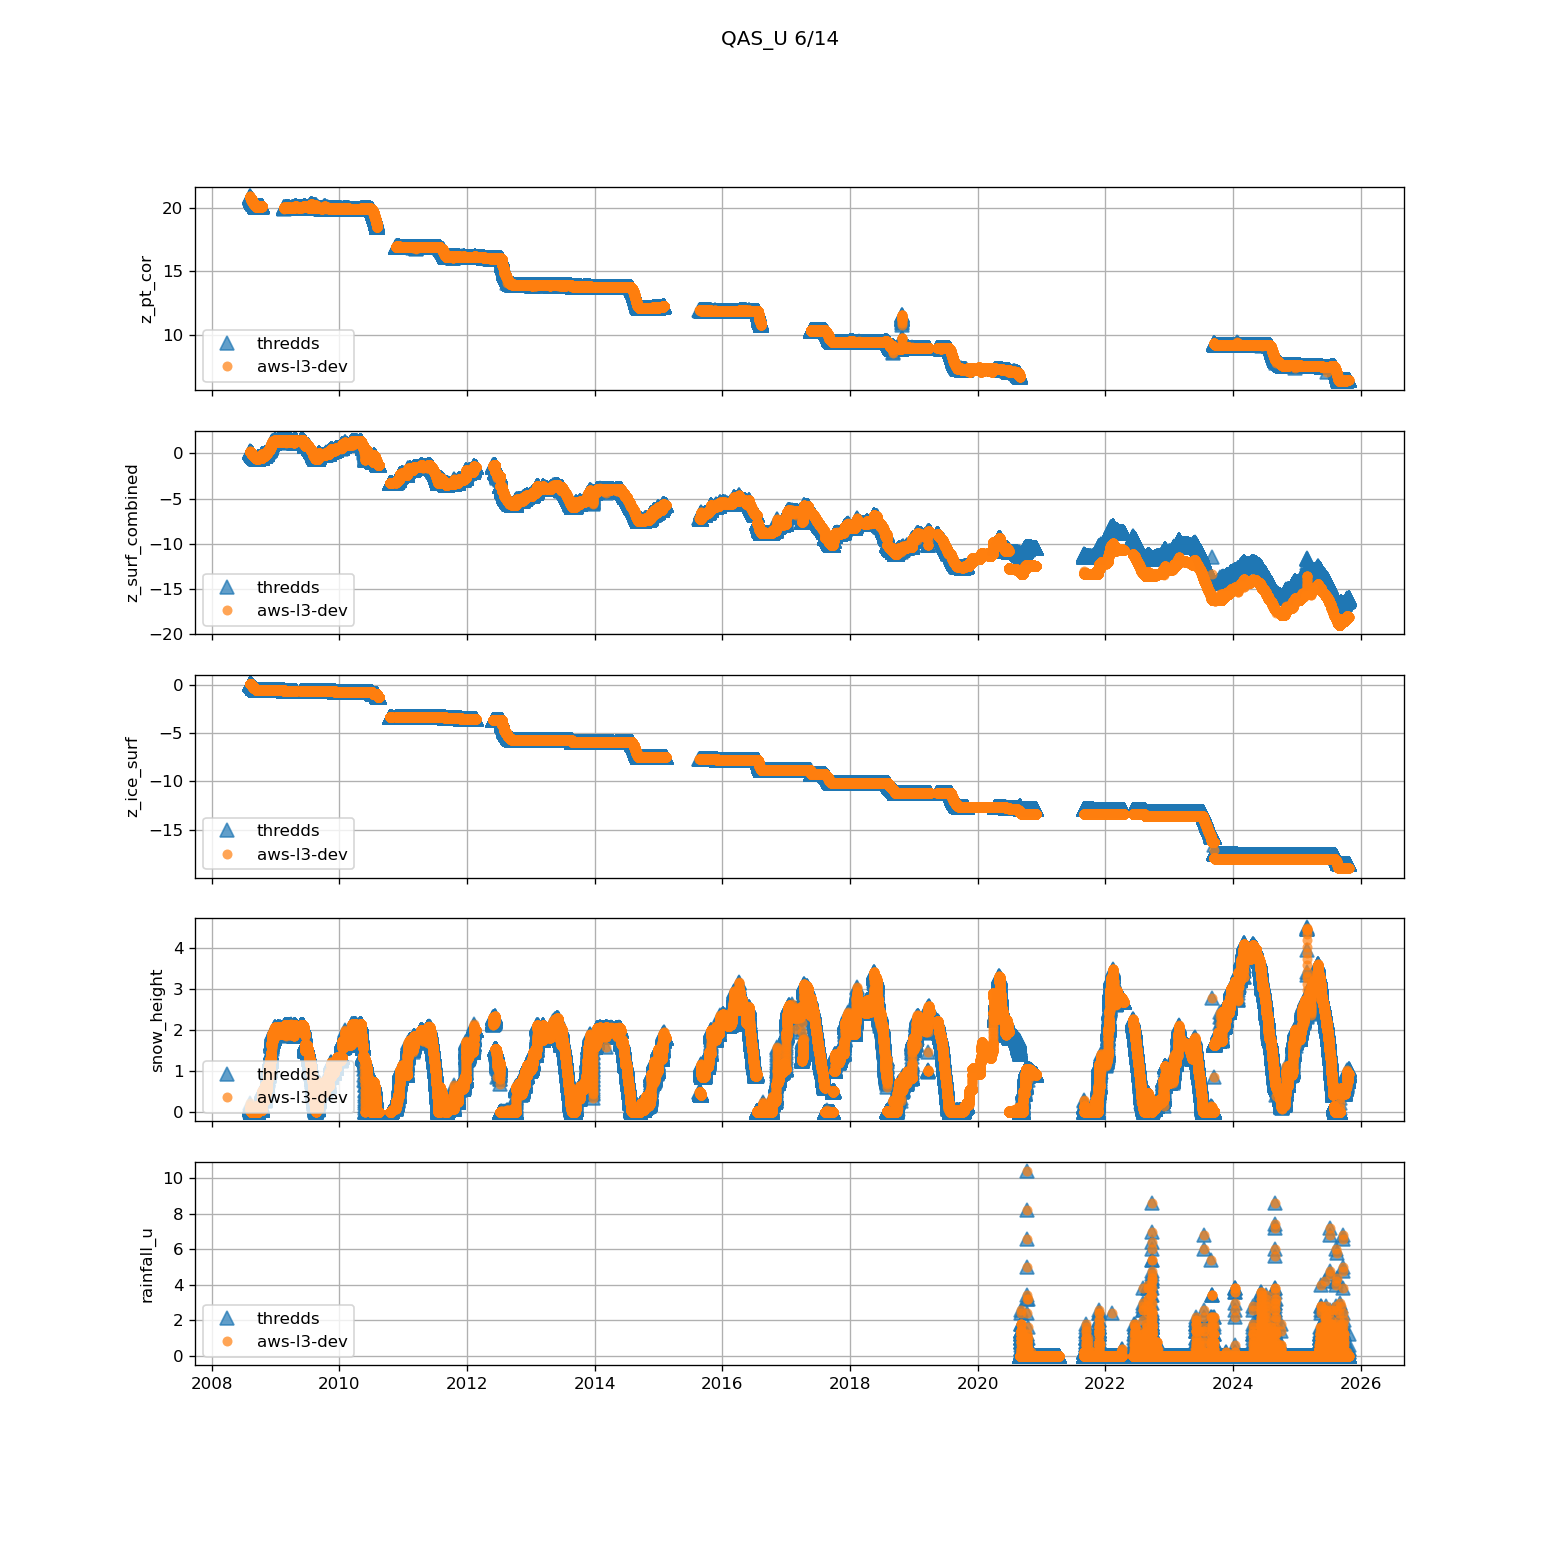 QAS_U 6/14
z_pt_cor
20
15
10
thredds
aws-l3-dev
z_surf_combined
0
−5
−10
−15
−20
thredds
aws-l3-dev
z_ice_surf
0
−5
−10
−15
thredds
aws-l3-dev
snow_height
4
3
2
1
0
thredds
aws-l3-dev
rainfall_u
10
8
6
4
2
0
thredds
aws-l3-dev
2008 2010 2012 2014 2016 2018 2020 2022 2024 2026